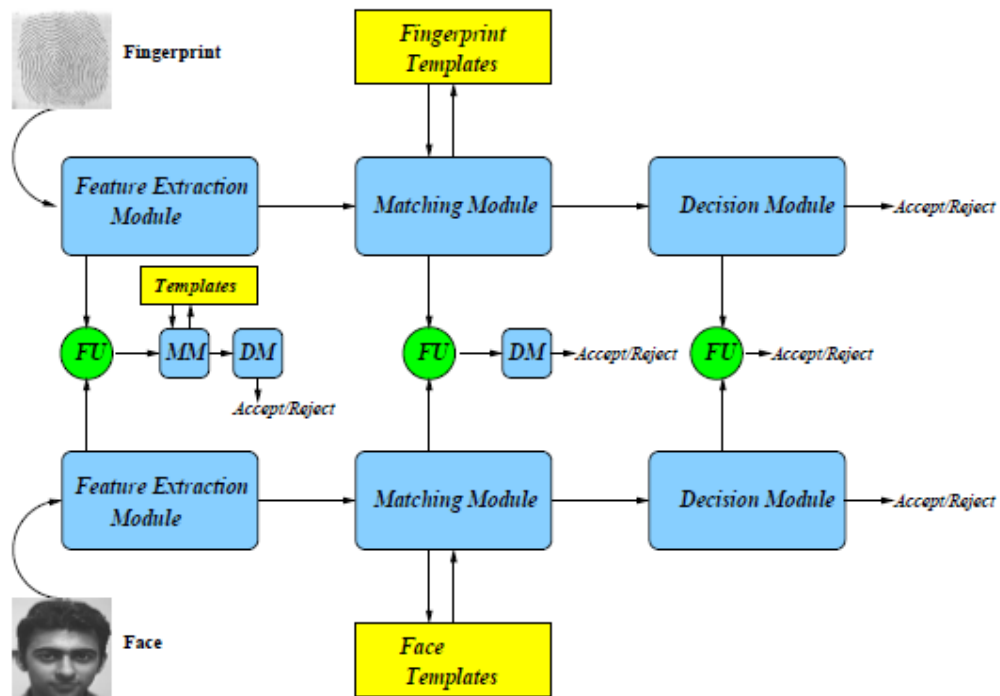 Fingerprint
Fingerprint
Templates
Feature Extraction
Module
Matching Module
Decision Module
Accept/Reject
Templates
FU
MM
DM
FU
DM
Accept/Reject
FU
Accept/Reject
Accept/Reject
Feature Extraction
Module
Matching Module
Decision Module
Accept/Reject
Face
Face
Templates